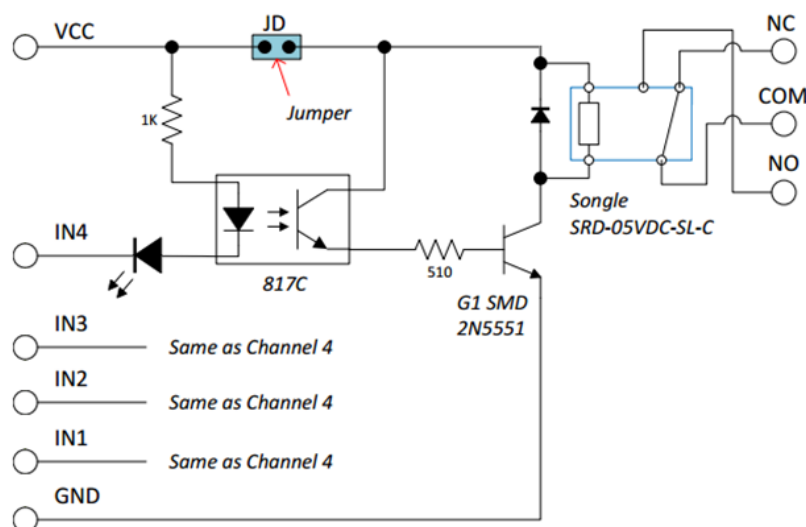 VCC
JD
NC
Jumper
COM
1K
NO
Songle
SRD-05VDC-SL-C
IN4
510
817C
G1 SMD
2N5551
IN3
Same as Channel 4
IN2
Same as Channel 4
IN1
Same as Channel 4
GND